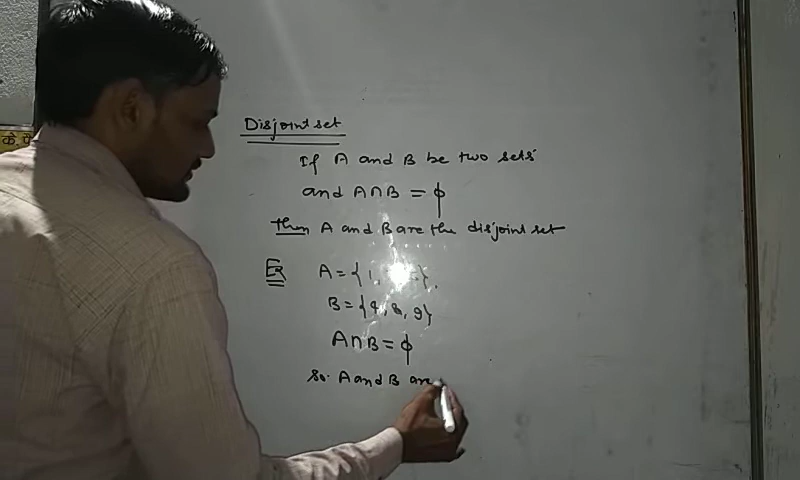 के.पी
Disjoint set
If A and B be two sets
and A∩B = ϕ
then A and B are the disjoint set
Ex A = {1, },
B = {4, 8, 9}
A∩B = ϕ
So A and B are